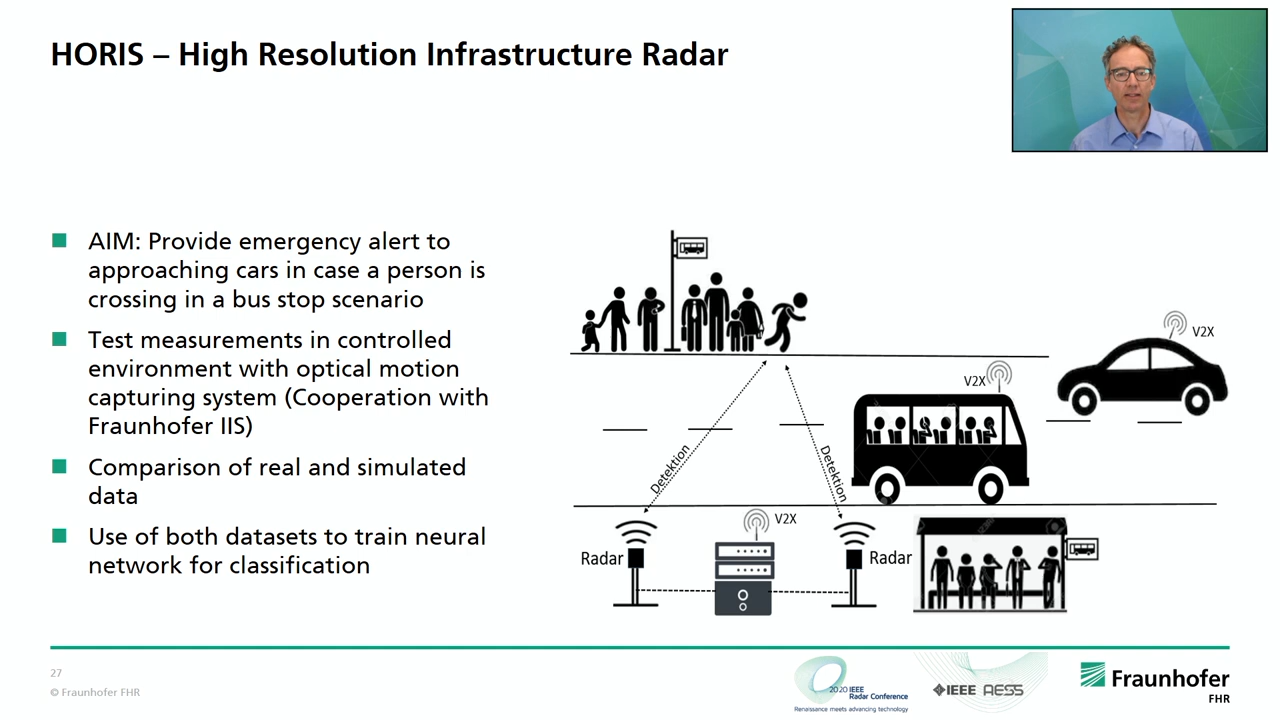 HORIS – High Resolution Infrastructure Radar
AIM: Provide emergency alert to
approaching cars in case a person is
crossing in a bus stop scenario
Test measurements in controlled
environment with optical motion
capturing system (Cooperation with
Fraunhofer IIS)
Comparison of real and simulated
data
Use of both datasets to train neural
network for classification
V2X
V2X
Detektion
Detektion
V2X
Radar
Radar
27
© Fraunhofer FHR
2020 IEEE
Radar Conference
Renaissance meets advancing technology
IEEE AESS
Fraunhofer
FHR